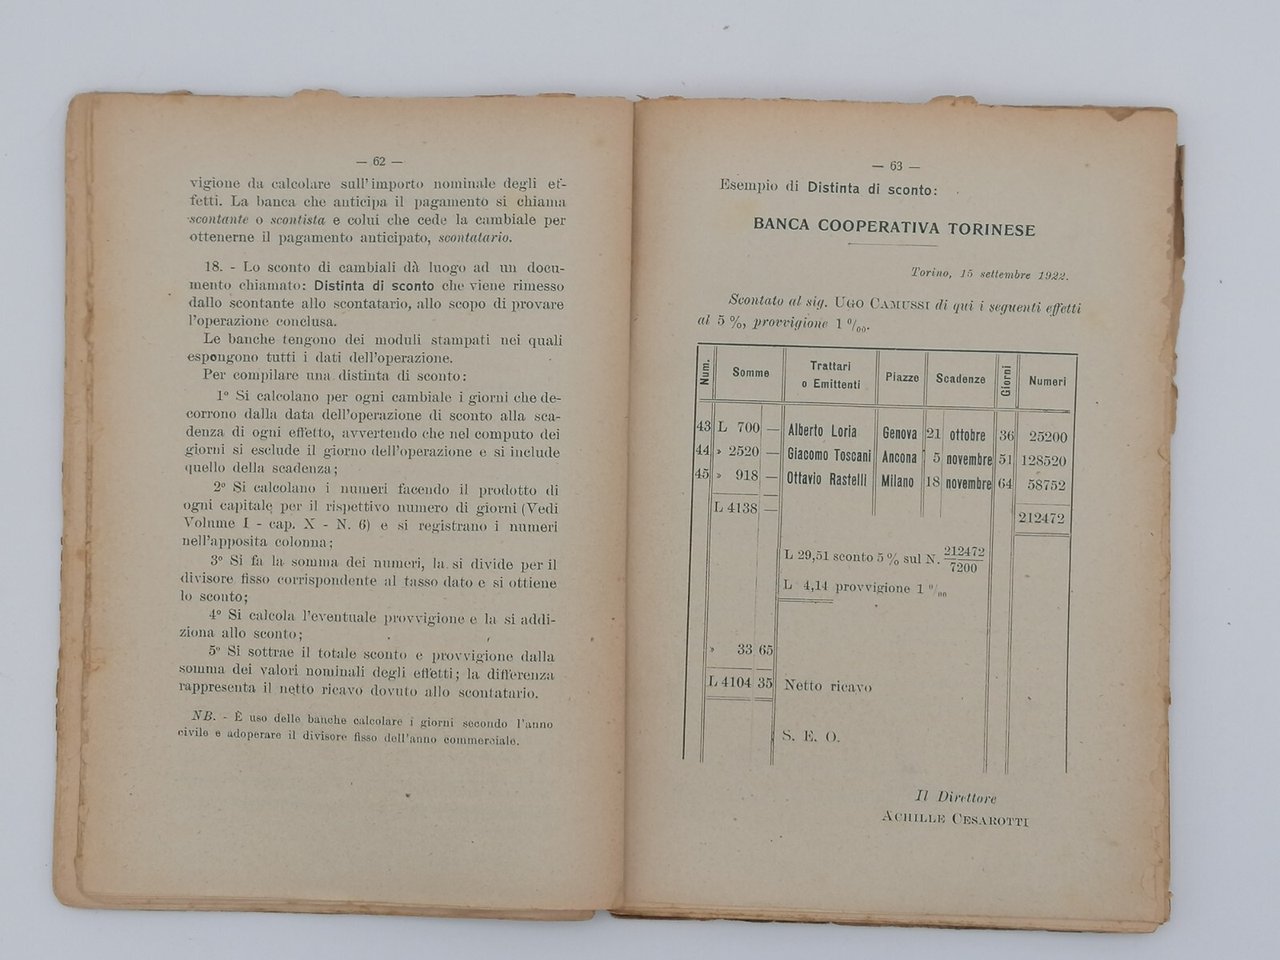 — 62 —
vigione da calcolare sull'importo nominale degli ef-
fetti. La banca che anticipa il pagamento si chiama
scontante o scontista e colui che cede la cambiale per
ottenerne il pagamento anticipato, scontatario.
18. - Lo sconto di cambiali dà luogo ad un docu-
mento chiamato: Distinta di sconto che viene rimesso
dallo scontante allo scontatario, allo scopo di provare
l'operazione conclusa.
Le banche tengono dei moduli stampati nei quali
espongono tutti i dati dell'operazione.
Per compilare una distinta di sconto:
1° Si calcolano per ogni cambiale i giorni che de-
corrono dalla data dell'operazione di sconto alla sca-
denza di ogni effetto, avvertendo che nel computo dei
giorni si esclude il giorno dell'operazione e si include
quello della scadenza;
2° Si calcolano i numeri facendo il prodotto di
ogni capitale per il rispettivo numero di giorni (Vedi
Volume I - cap. X - N. 6) e si registrano i numeri
nell'apposita colonna;
3° Si fa la somma dei numeri, la si divide per il
divisore fisso corrispondente al tasso dato e si ottiene
lo sconto;
4° Si calcola l'eventuale provvigione e la si addi-
ziona allo sconto;
5° Si sottrae il totale sconto e provvigione dalla
somma dei valori nominali degli effetti; la differenza
rappresenta il netto ricavo dovuto allo scontatario.
NB. - È uso delle banche calcolare i giorni secondo l'anno
civile e adoperare il divisore fisso dell'anno commerciale.
— 63 —
Esempio di Distinta di sconto:
BANCA COOPERATIVA TORINESE
Torino, 15 settembre 1922.
Scontato al sig. UGO CAMUSSI di qui i seguenti effetti
al 5 %, provvigione 1 ‰.
Num. Somme Trattari o Emittenti Piazze Scadenze Giorni Numeri
43 L 700 — Alberto Loria Genova 21 ottobre 36 25200
44 » 2520 — Giacomo Toscani Ancona 5 novembre 51 128520
45 » 918 — Ottavio Rastelli Milano 18 novembre 64 58752
L 4138 — 212472
L 29,51 sconto 5 % sul N. 212472/7200
L 4,14 provvigione 1 ‰
» 33 65
L 4104 35 Netto ricavo
S. E. O.
Il Direttore
ACHILLE CESAROTTI